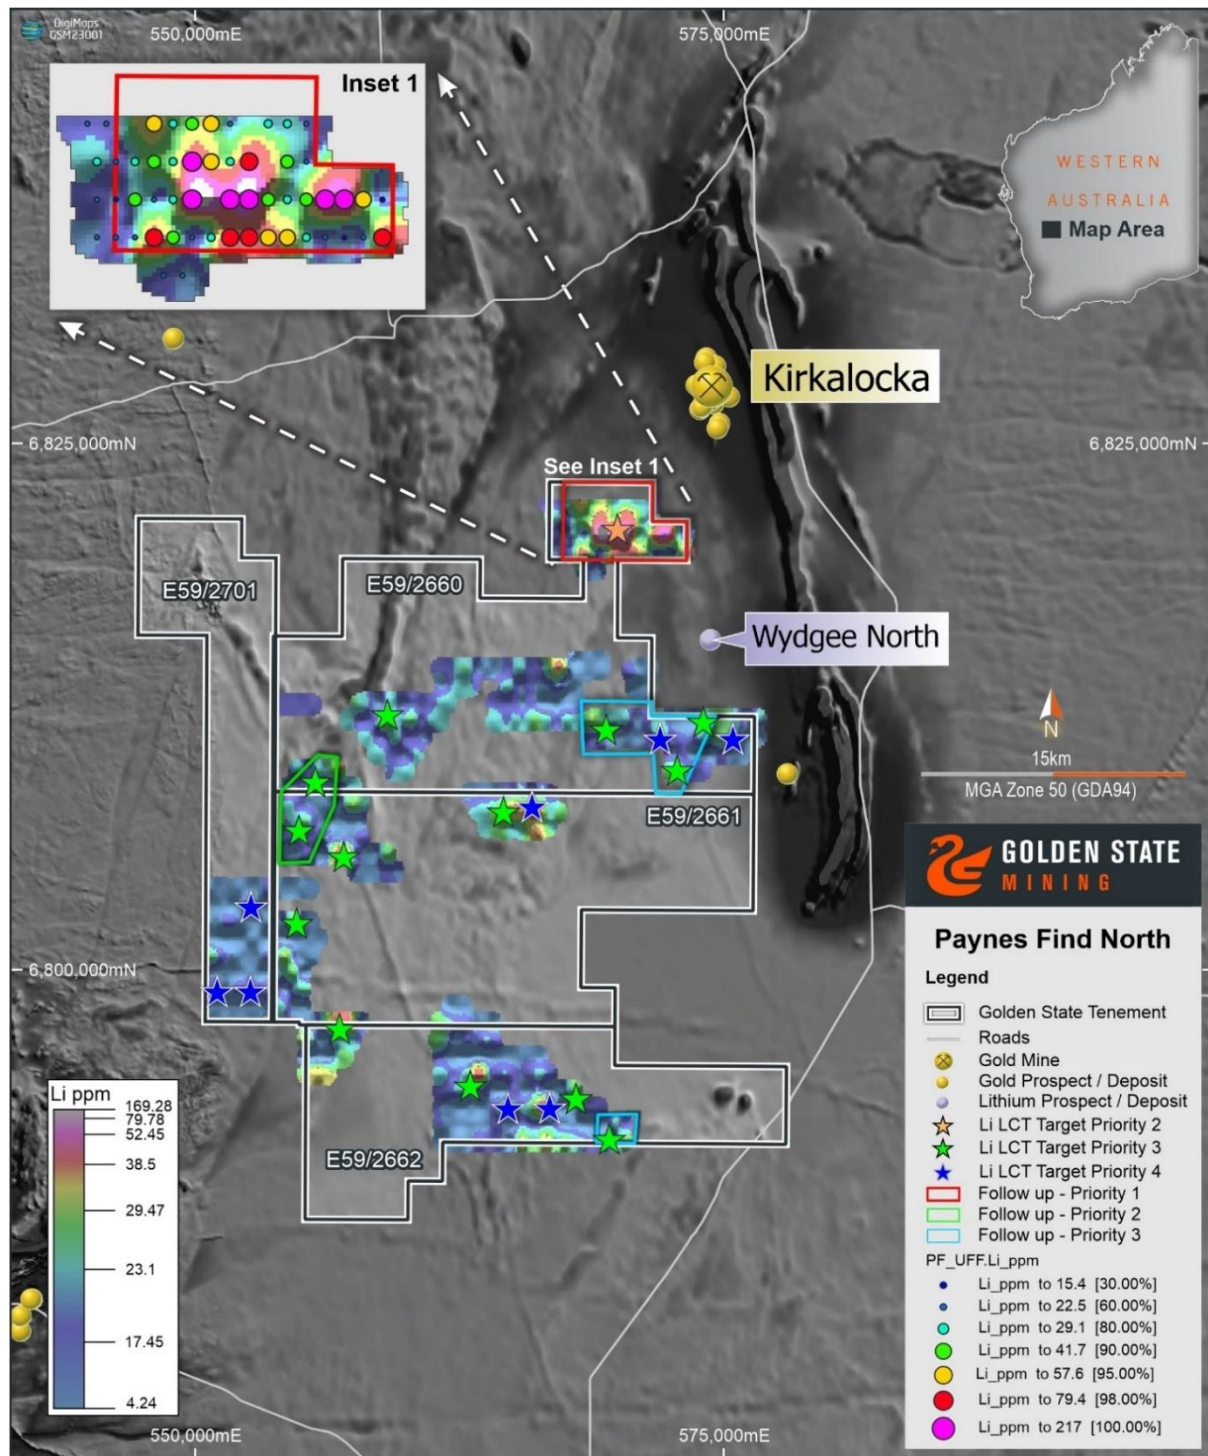 DigiMaps
GSM23001
550,000mE
575,000mE
Inset 1
WESTERN
AUSTRALIA
Map Area
Kirkalocka
6,825,000mN
6,825,000mN
See Inset 1
E59/2701
E59/2660
Wydgee North
N
15km
MGA Zone 50 (GDA94)
E59/2661
GOLDEN STATE
MINING
Paynes Find North
6,800,000mN
Legend
Golden State Tenement
Roads
Gold Mine
Gold Prospect / Deposit
Lithium Prospect / Deposit
Li LCT Target Priority 2
Li LCT Target Priority 3
Li LCT Target Priority 4
Follow up - Priority 1
Follow up - Priority 2
Follow up - Priority 3
PF_UFF.Li_ppm
Li_ppm to 15.4 [30.00%]
Li_ppm to 22.5 [60.00%]
Li_ppm to 29.1 [80.00%]
Li_ppm to 41.7 [90.00%]
Li_ppm to 57.6 [95.00%]
Li_ppm to 79.4 [98.00%]
Li_ppm to 217 [100.00%]
E59/2662
Li ppm
169.28
79.78
52.45
38.5
29.47
23.1
17.45
4.24
550,000mE
575,000mE